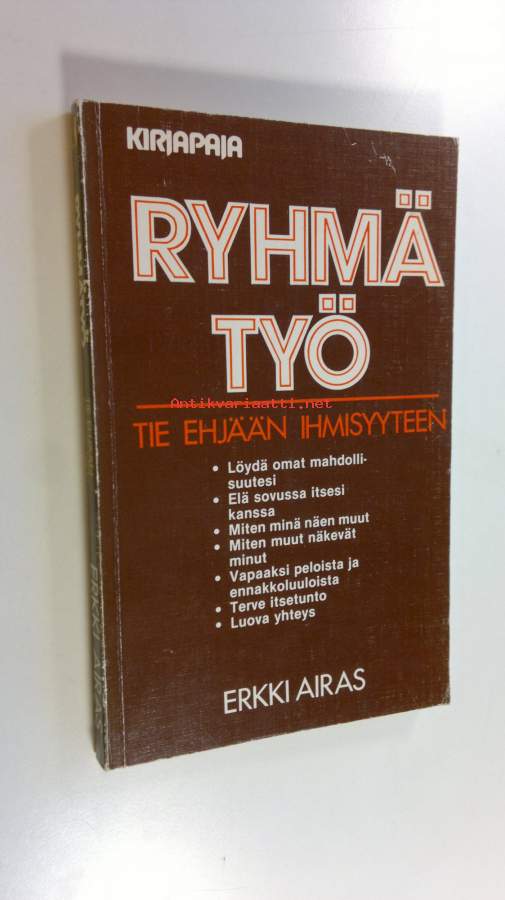 KIRJAPAJA
RYHMÄ
TYÖ
Antikvariaatti.net
TIE EHJÄÄN IHMISYYTEEN
• Löydä omat mahdolli-
suutesi
• Elä sovussa itsesi
kanssa
• Miten minä näen muut
• Miten muut näkevät
minut
• Vapaaksi peloista ja
ennakkoluuloista
• Terve itsetunto
• Luova yhteys
ERKKI AIRAS
ERKKI AIRAS